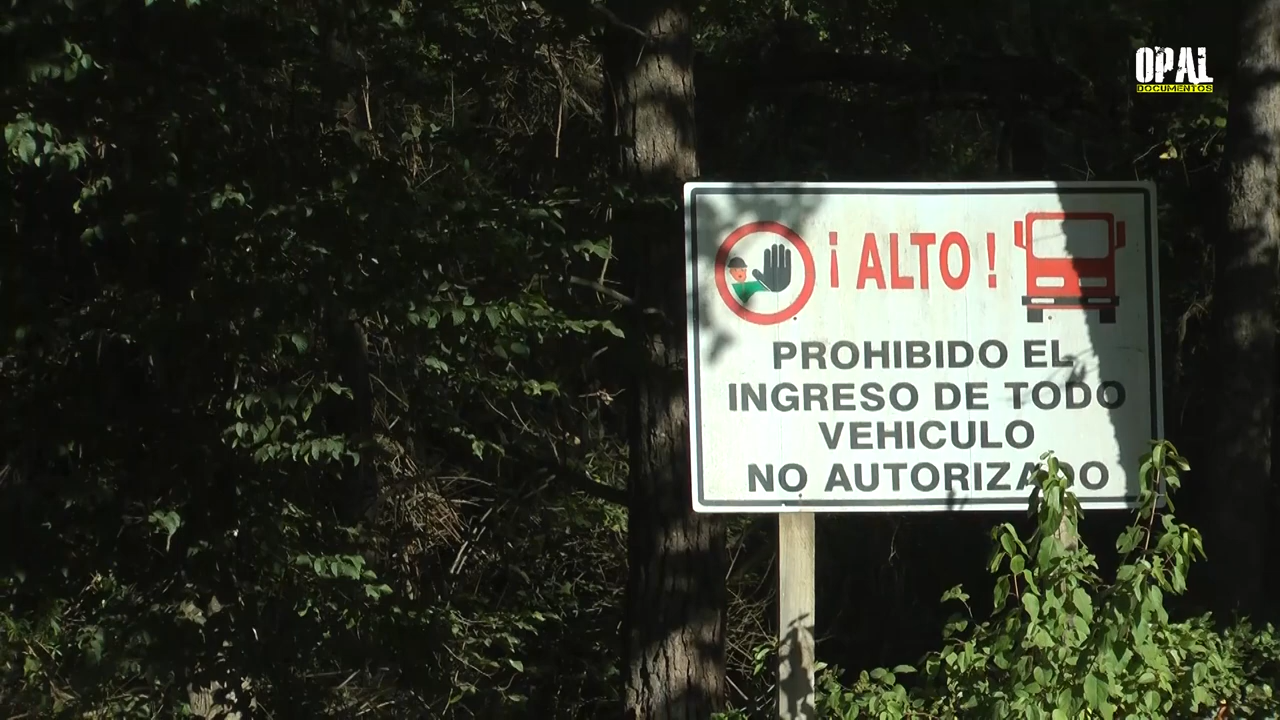 OPAL
DOCUMENTOS
¡ALTO!
PROHIBIDO EL
INGRESO DE TODO
VEHICULO
NO AUTORIZADO